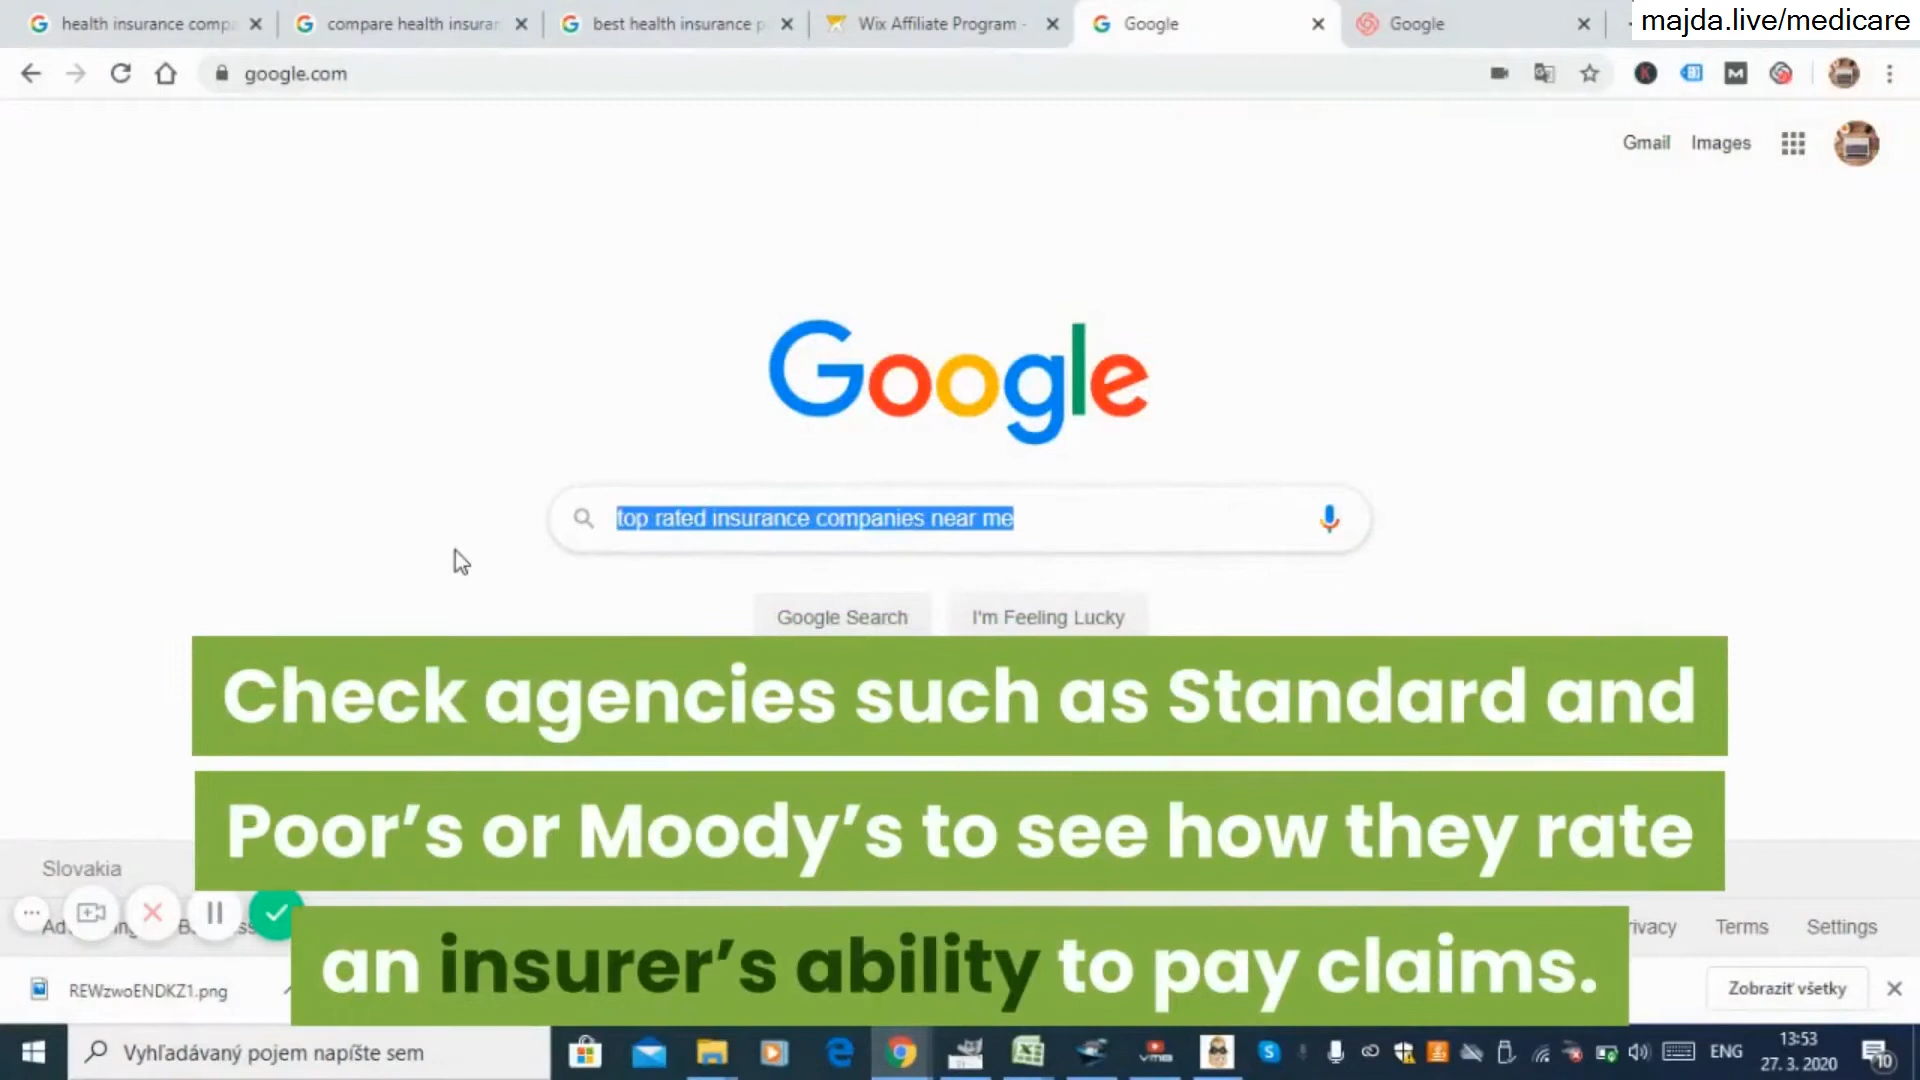 health insurance comp
compare health insuran
best health insurance p
Wix Affiliate Program -
Google
Google
majda.live/medicare
google.com
Gmail
Images
Google
top rated insurance companies near me
Google Search
I'm Feeling Lucky
Check agencies such as Standard and
Poor's or Moody's to see how they rate
an insurer's ability to pay claims.
Slovakia
Terms
Settings
REWzwoENDKZ1.png
Zobraziť všetky
Vyhľadávaný pojem napíšte sem
ENG
13:53
27. 3. 2020
10